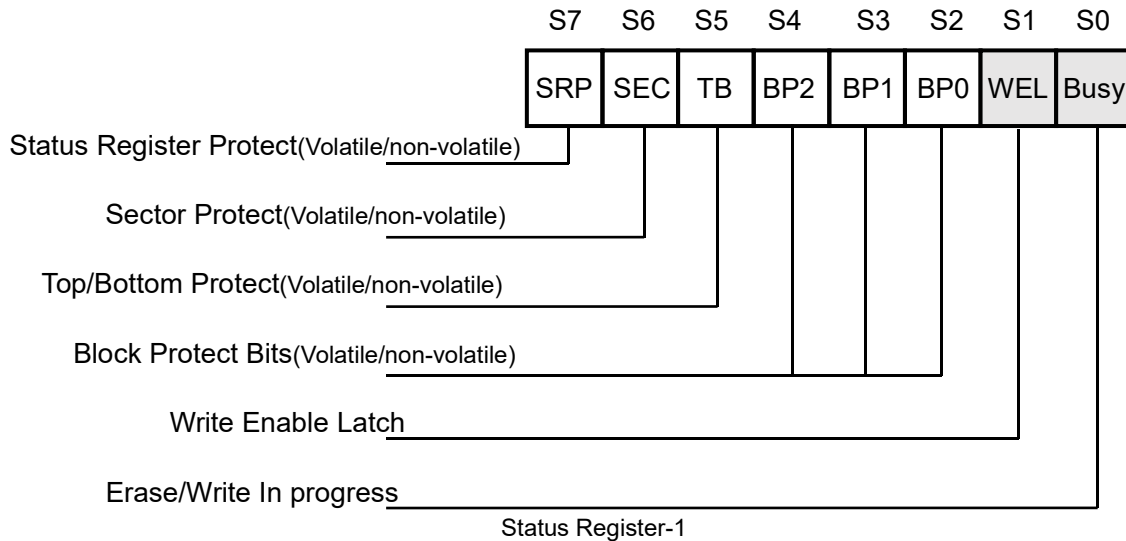 S7 S6 S5 S4 S3 S2 S1 S0
SRP SEC TB BP2 BP1 BP0 WEL Busy
Status Register Protect(Volatile/non-volatile)
Sector Protect(Volatile/non-volatile)
Top/Bottom Protect(Volatile/non-volatile)
Block Protect Bits(Volatile/non-volatile)
Write Enable Latch
Erase/Write In progress
Status Register-1